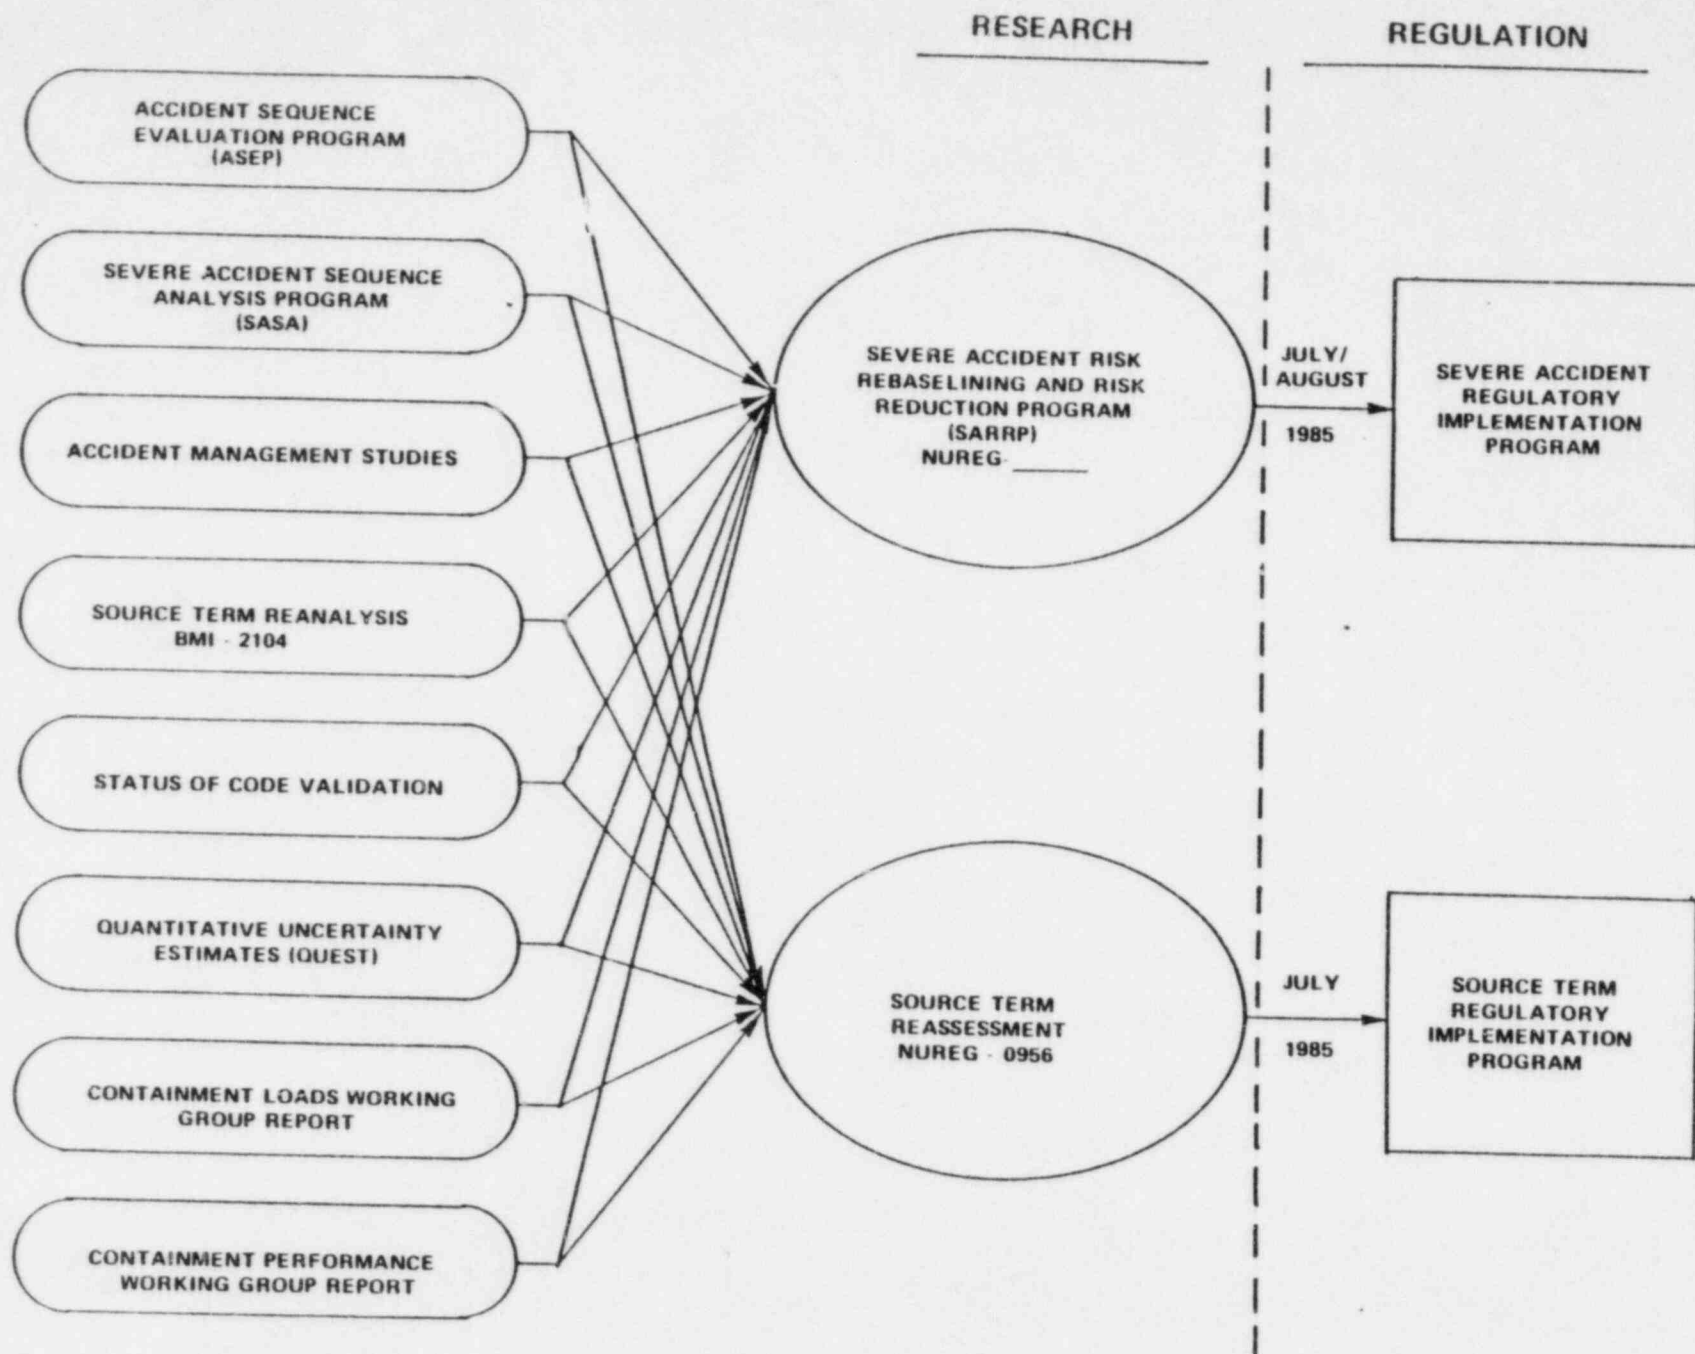 RESEARCH
REGULATION
ACCIDENT SEQUENCE
EVALUATION PROGRAM
(ASEP)
SEVERE ACCIDENT SEQUENCE
ANALYSIS PROGRAM
(SASA)
ACCIDENT MANAGEMENT STUDIES
SOURCE TERM REANALYSIS
BMI - 2104
STATUS OF CODE VALIDATION
QUANTITATIVE UNCERTAINTY
ESTIMATES (QUEST)
CONTAINMENT LOADS WORKING
GROUP REPORT
CONTAINMENT PERFORMANCE
WORKING GROUP REPORT
SEVERE ACCIDENT RISK
REBASELINING AND RISK
REDUCTION PROGRAM
(SARRP)
NUREG- ______
JULY/
AUGUST
1985
SEVERE ACCIDENT
REGULATORY
IMPLEMENTATION
PROGRAM
SOURCE TERM
REASSESSMENT
NUREG - 0956
JULY
1985
SOURCE TERM
REGULATORY
IMPLEMENTATION
PROGRAM